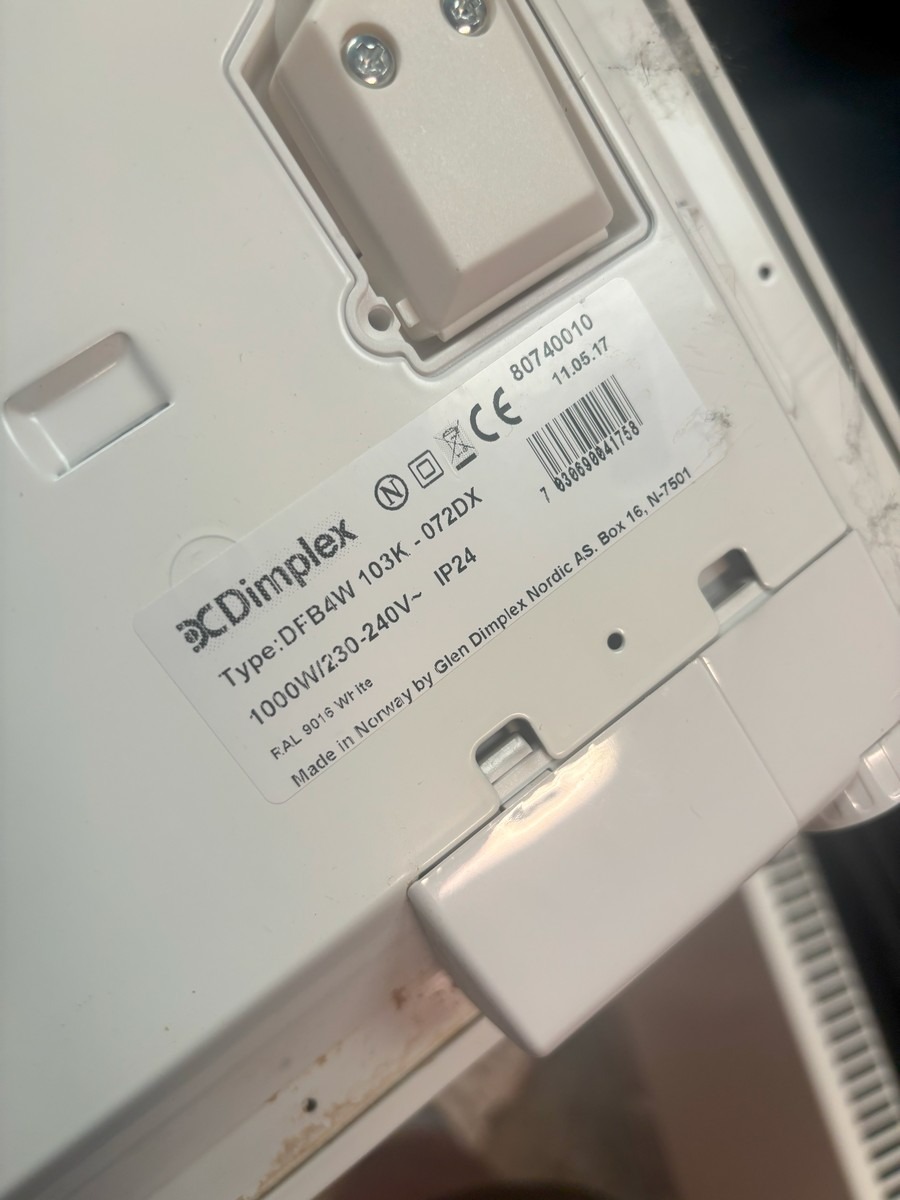 Dimplex
N
CE
80740010
11.05.17
7 030690041758
Type:DFB4W 103K - 072DX
1000W/230-240V~ IP24
RAL 9016 White
Made in Norway by Glen Dimplex Nordic AS. Box 16, N-7501